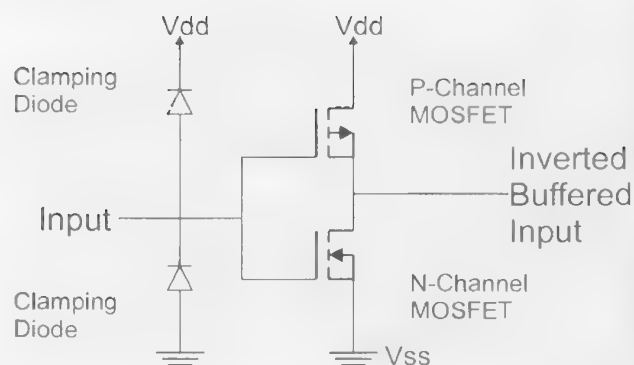 Vdd
Vdd
Clamping
Diode
P-Channel
MOSFET
Inverted
Buffered
Input
Input
Clamping
Diode
N-Channel
MOSFET
Vss